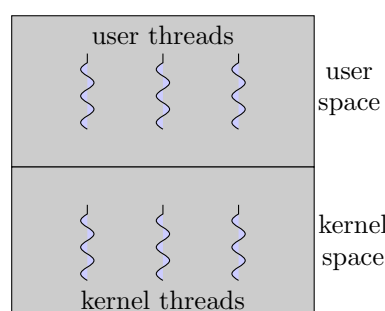 user threads
user
space
kernel
space
kernel threads